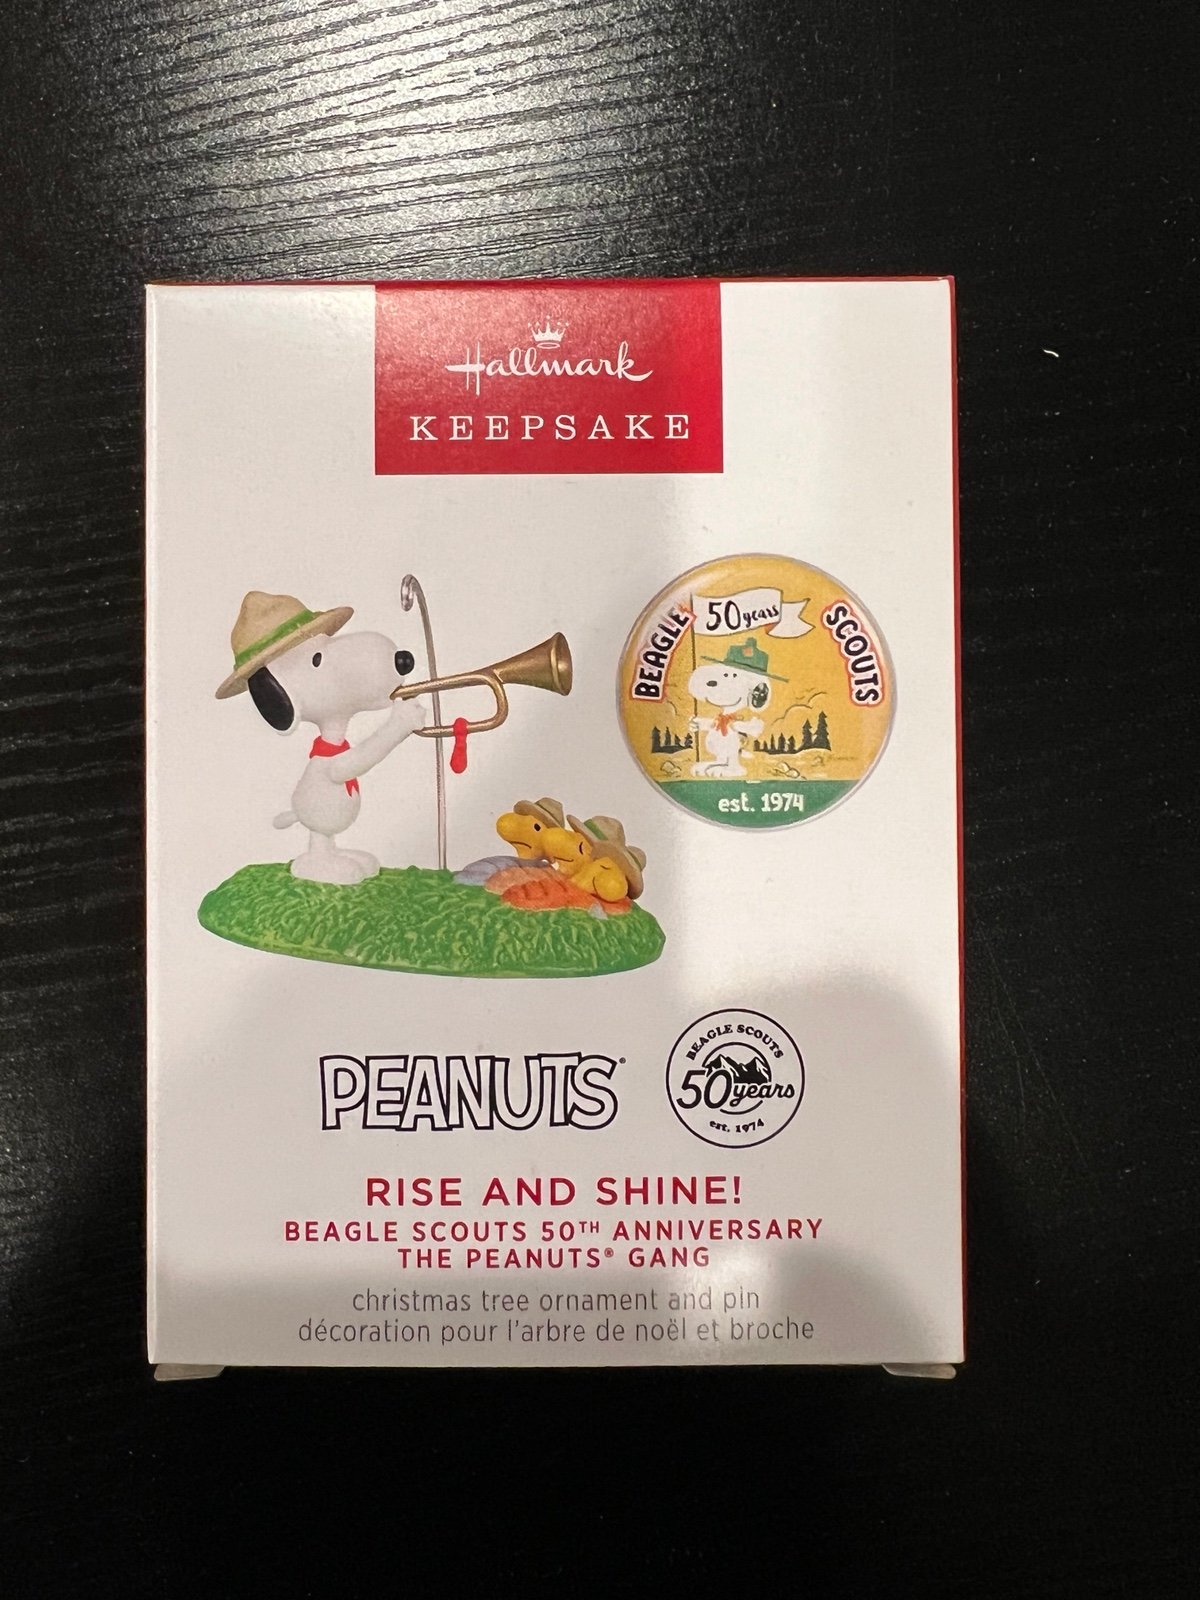 Hallmark
KEEPSAKE
BEAGLE 50 years SCOUTS
est. 1974
PEANUTS®
BEAGLE SCOUTS
50 years
est. 1974
RISE AND SHINE!
BEAGLE SCOUTS 50TH ANNIVERSARY
THE PEANUTS® GANG
christmas tree ornament and pin
décoration pour l'arbre de noël et broche